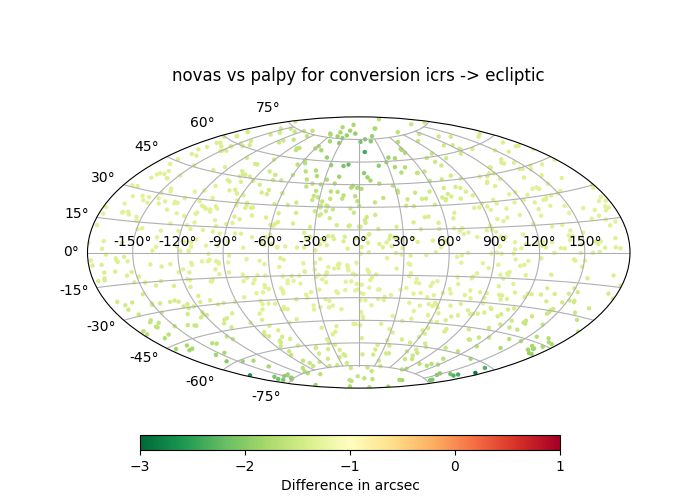 novas vs palpy for conversion icrs -> ecliptic
75°
60°
45°
30°
15°
-150° -120° -90° -60° -30° 0° 30° 60° 90° 120° 150°
0°
-15°
-30°
-45°
-60°
-75°
−3 −2 −1 0 1
Difference in arcsec